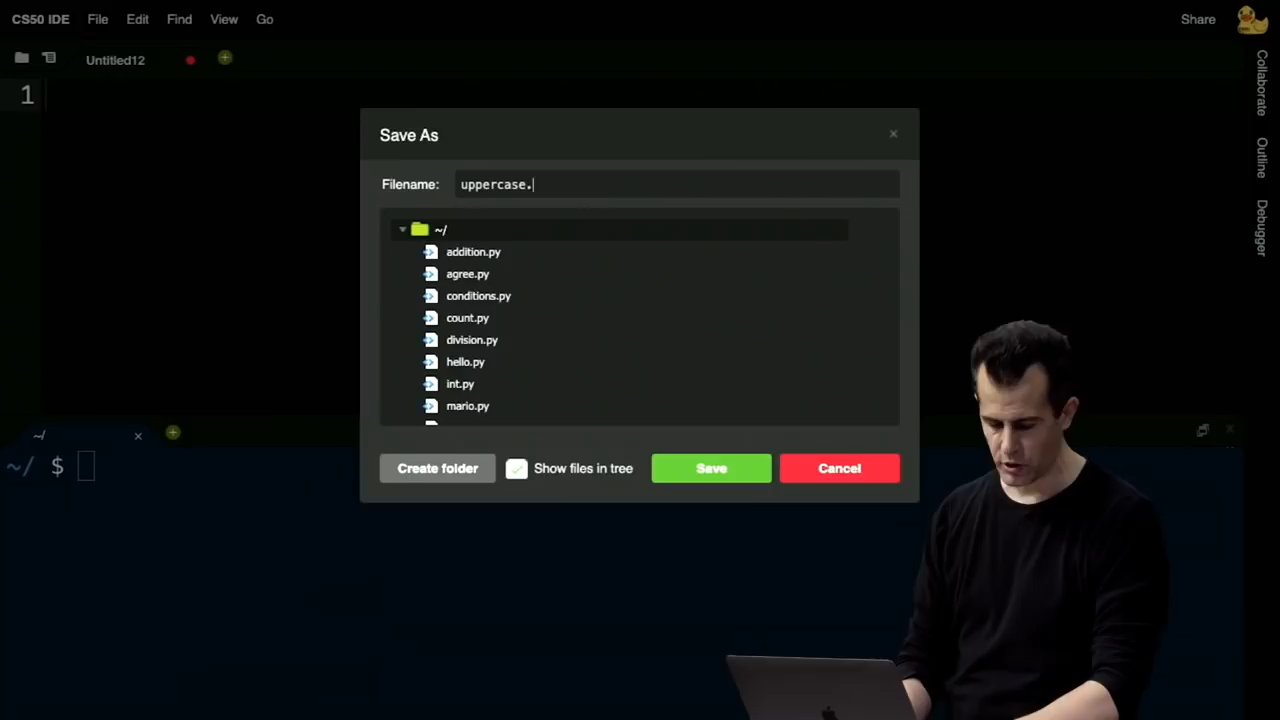 CS50 IDE File Edit Find View Go Share
Untitled12
Collaborate
Outline
Debugger
1
Save As
Filename: uppercase.
~/
addition.py
agree.py
conditions.py
count.py
division.py
hello.py
int.py
mario.py
Create folder Show files in tree Save Cancel
~/
~/ $